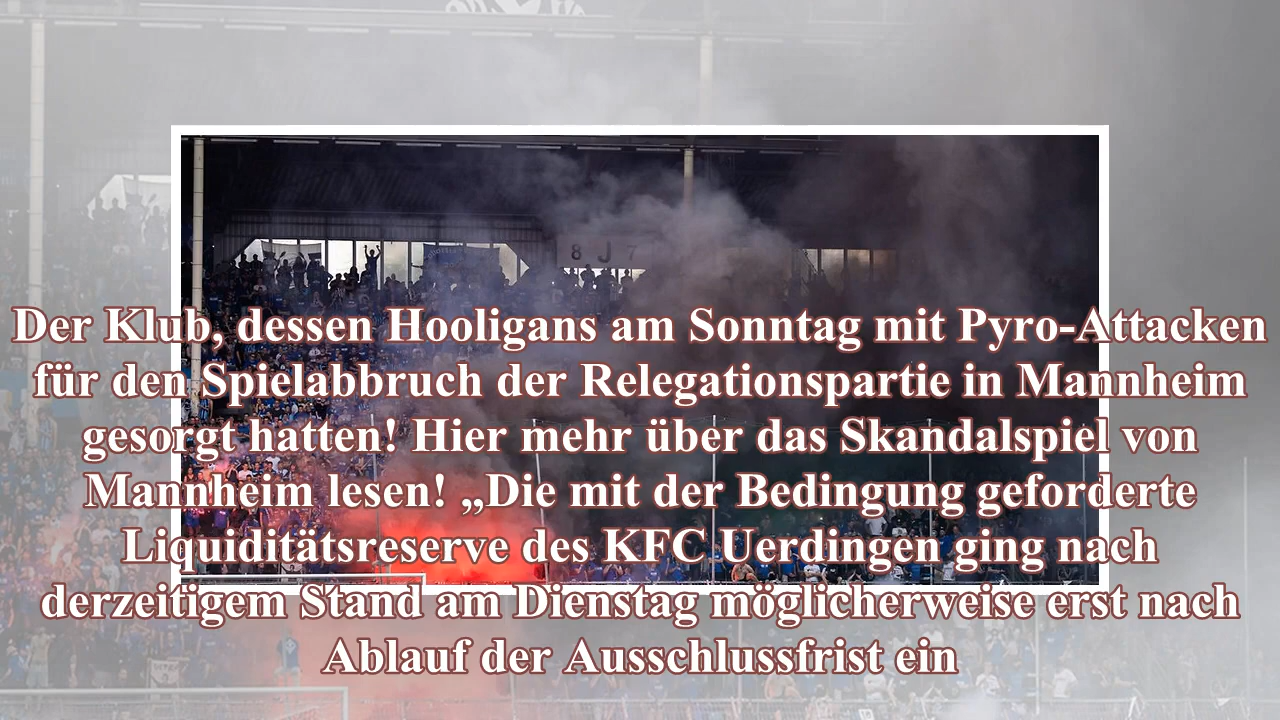 8 J 7
Der Klub, dessen Hooligans am Sonntag mit Pyro-Attacken
für den Spielabbruch der Relegationspartie in Mannheim
gesorgt hatten! Hier mehr über das Skandalspiel von
Mannheim lesen! „Die mit der Bedingung geforderte
Liquiditätsreserve des KFC Uerdingen ging nach
derzeitigem Stand am Dienstag möglicherweise erst nach
Ablauf der Ausschlussfrist ein